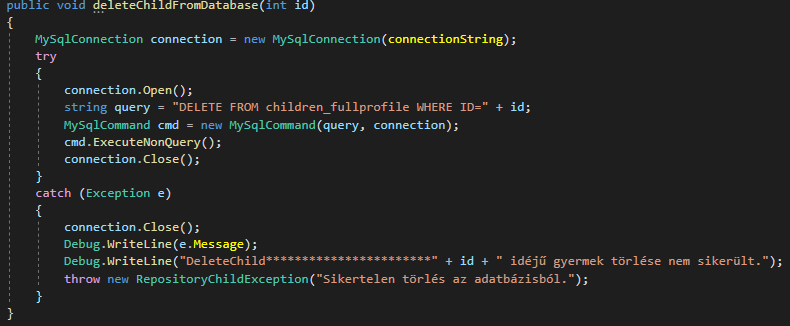 public void deleteChildFromDatabase(int id)
{
MySqlConnection connection = new MySqlConnection(connectionString);
try
{
connection.Open();
string query = "DELETE FROM children_fullprofile WHERE ID=" + id;
MySqlCommand cmd = new MySqlCommand(query, connection);
cmd.ExecuteNonQuery();
connection.Close();
}
catch (Exception e)
{
connection.Close();
Debug.WriteLine(e.Message);
Debug.WriteLine("DeleteChild***********************" + id + " idéjű gyermek törlése nem sikerült.");
throw new RepositoryChildException("Sikertelen törlés az adatbázisból.");
}
}